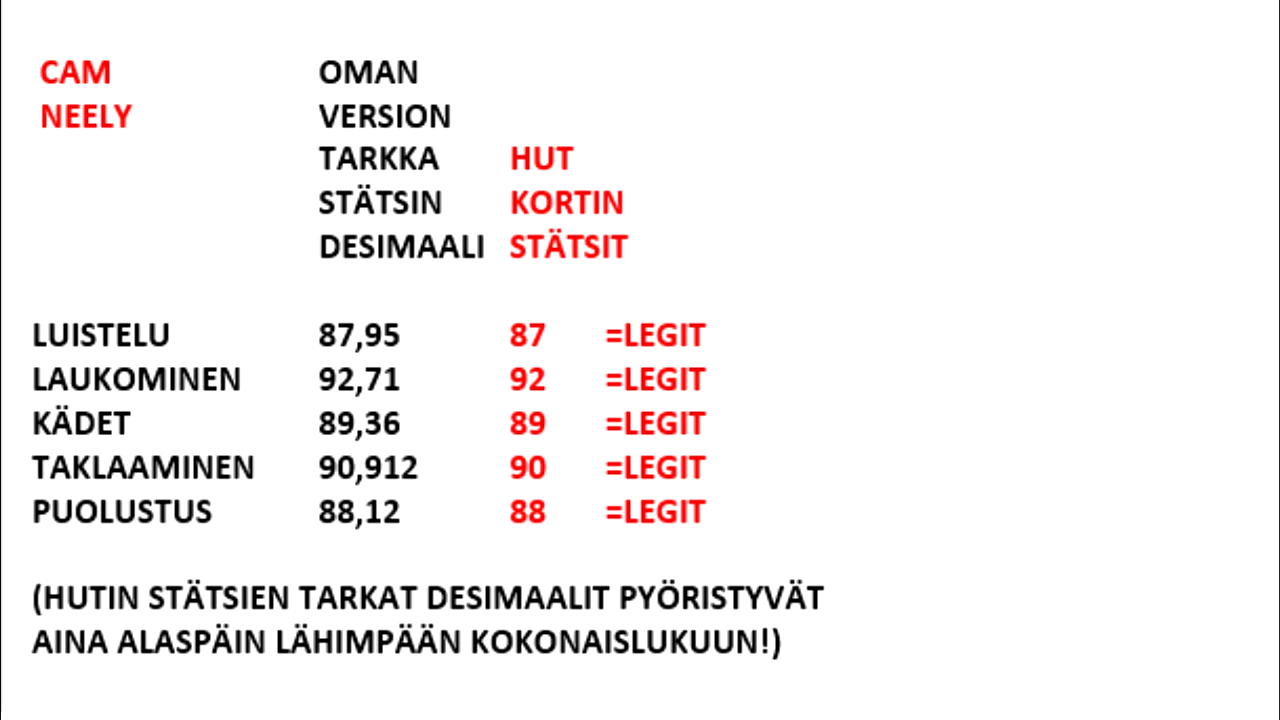 CAM OMAN
NEELY VERSION
TARKKA HUT
STÄTSIN KORTIN
DESIMAALI STÄTSIT
LUISTELU 87,95 87 =LEGIT
LAUKOMINEN 92,71 92 =LEGIT
KÄDET 89,36 89 =LEGIT
TAKLAAMINEN 90,912 90 =LEGIT
PUOLUSTUS 88,12 88 =LEGIT
(HUTIN STÄTSIEN TARKAT DESIMAALIT PYÖRISTYVÄT
AINA ALASPÄIN LÄHIMPÄÄN KOKONAISLUKUUN!)